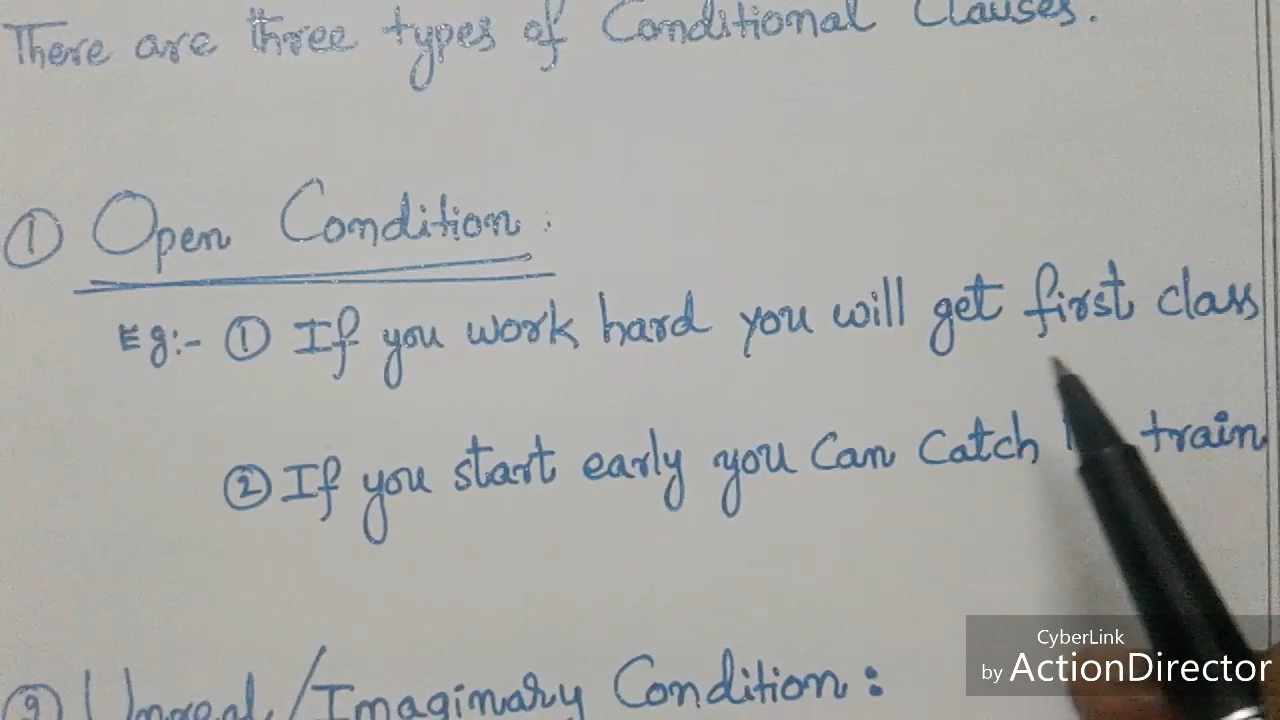 There are three types of Conditional Clauses.
① Open Condition:
Eg:- ① If you work hard you will get first class
② If you start early you can catch train
② Unreal/Imaginary Condition:
CyberLink
by ActionDirector